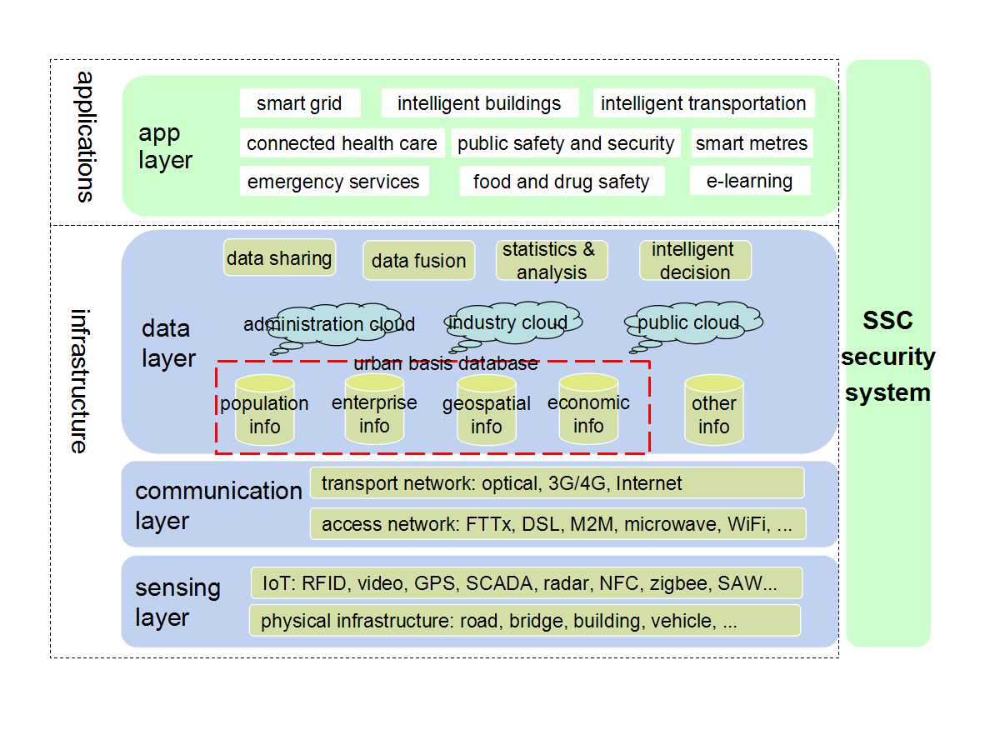 applications
app
layer
smart grid
intelligent buildings
intelligent transportation
connected health care
public safety and security
smart metres
emergency services
food and drug safety
e-learning
infrastructure
data
layer
data sharing
data fusion
statistics &
analysis
intelligent
decision
administration cloud
industry cloud
public cloud
urban basis database
population
info
enterprise
info
geospatial
info
economic
info
other
info
communication
layer
transport network: optical, 3G/4G, Internet
access network: FTTx, DSL, M2M, microwave, WiFi, ...
sensing
layer
IoT: RFID, video, GPS, SCADA, radar, NFC, zigbee, SAW...
physical infrastructure: road, bridge, building, vehicle, ...
SSC
security
system